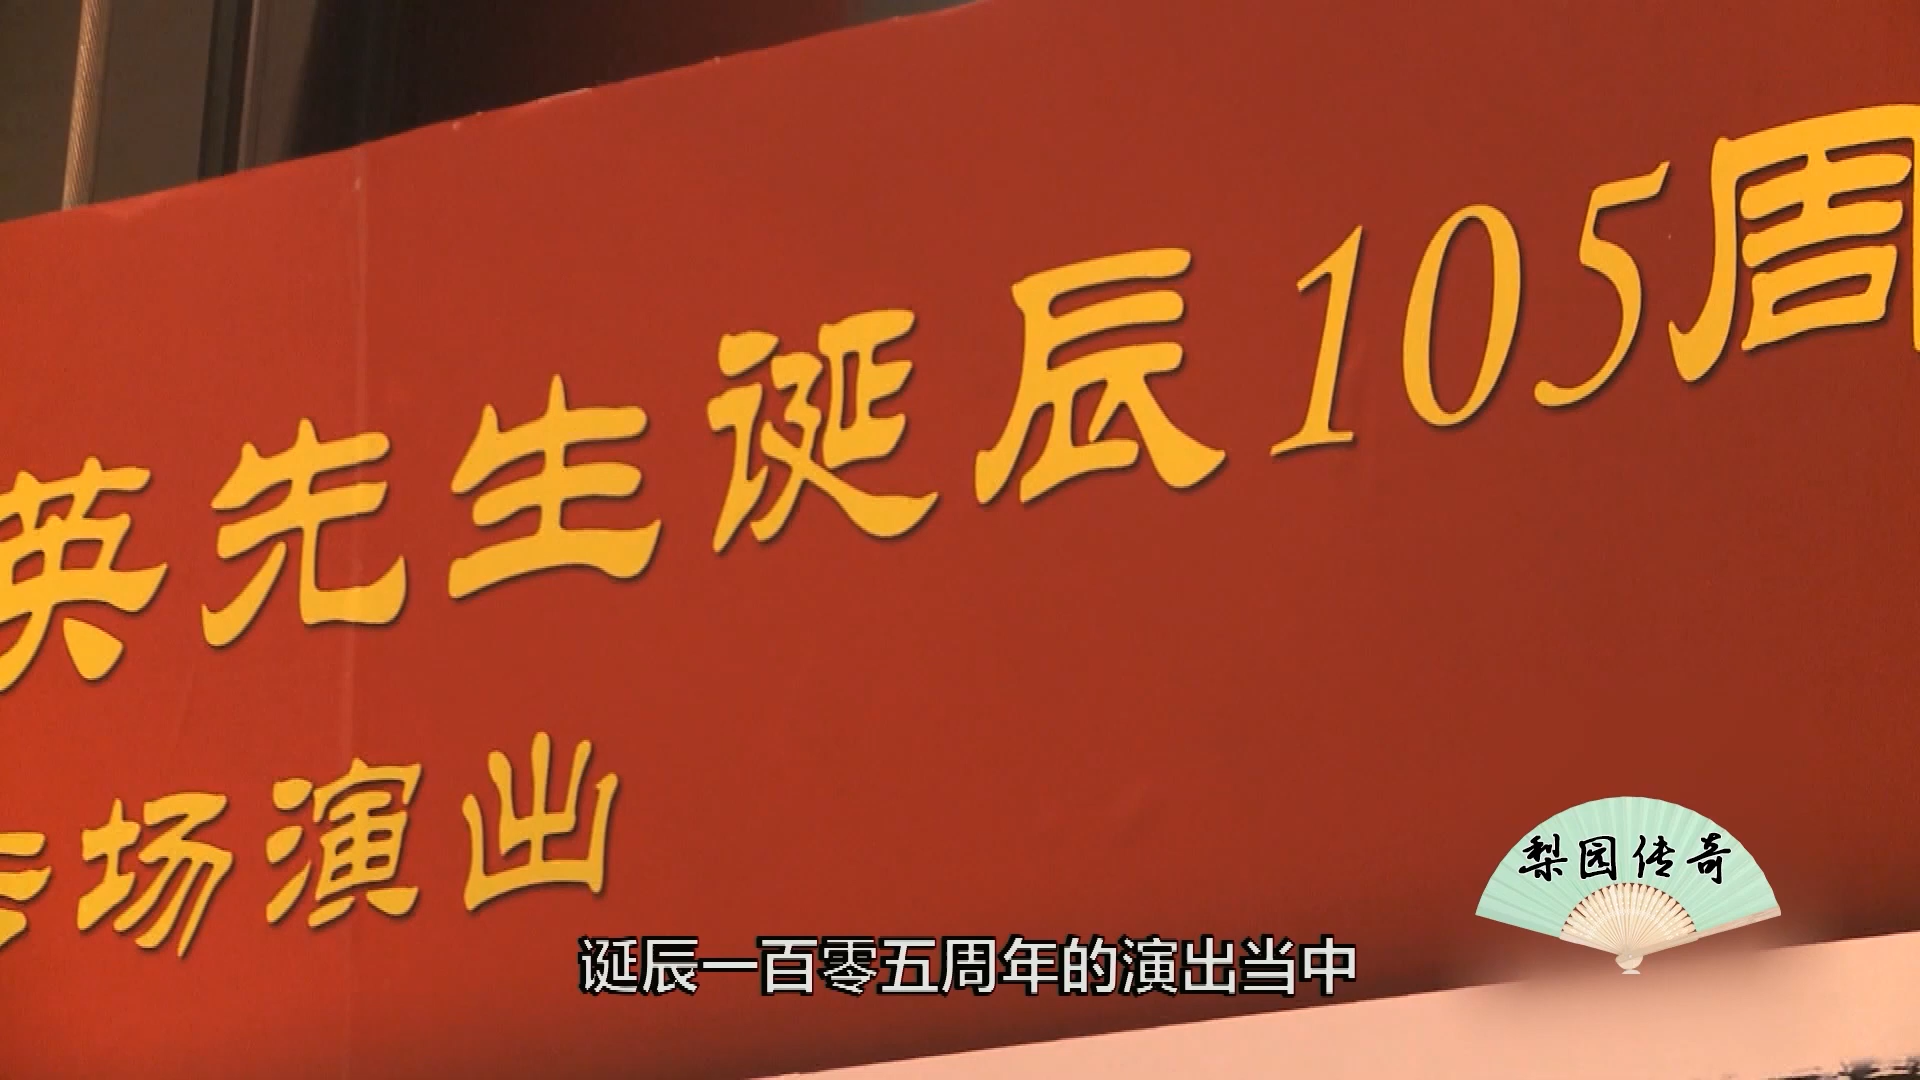 英先生诞辰105周
场演出
梨园传奇
诞辰一百零五周年的演出当中